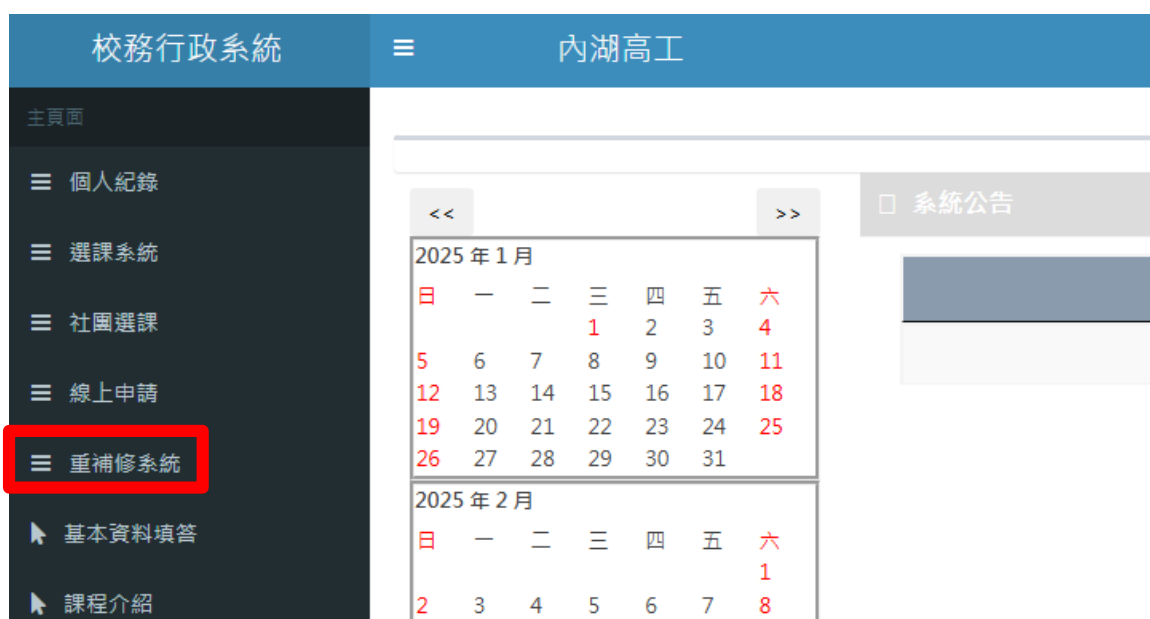 校務行政系統
內湖高工
主頁面
個人紀錄
選課系統
社團選課
線上申請
重補修系統
基本資料填答
課程介紹
<< >>
2025 年 1 月
日 一 二 三 四 五 六
1 2 3 4
5 6 7 8 9 10 11
12 13 14 15 16 17 18
19 20 21 22 23 24 25
26 27 28 29 30 31
2025 年 2 月
日 一 二 三 四 五 六
1
2 3 4 5 6 7 8
系統公告